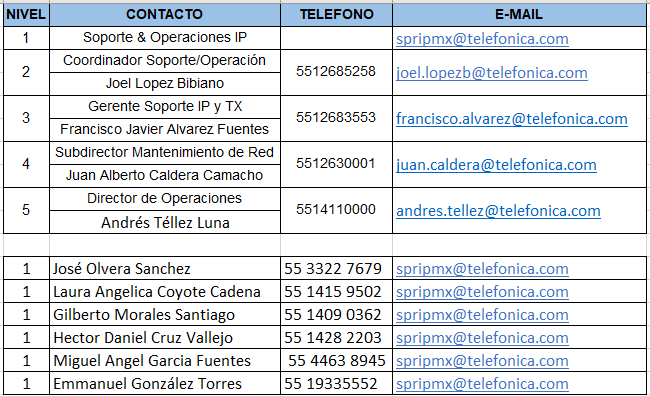 NIVEL CONTACTO TELEFONO E-MAIL
1 Soporte & Operaciones IP spripmx@telefonica.com
2 Coordinador Soporte/Operación 5512685258 joel.lopezb@telefonica.com
Joel Lopez Bibiano
3 Gerente Soporte IP y TX 5512683553 francisco.alvarez@telefonica.com
Francisco Javier Alvarez Fuentes
4 Subdirector Mantenimiento de Red 5512630001 juan.caldera@telefonica.com
Juan Alberto Caldera Camacho
5 Director de Operaciones 5514110000 andres.tellez@telefonica.com
Andrés Téllez Luna
1 José Olvera Sanchez 55 3322 7679 spripmx@telefonica.com
1 Laura Angelica Coyote Cadena 55 1415 9502 spripmx@telefonica.com
1 Gilberto Morales Santiago 55 1409 0362 spripmx@telefonica.com
1 Hector Daniel Cruz Vallejo 55 1428 2203 spripmx@telefonica.com
1 Miguel Angel Garcia Fuentes 55 4463 8945 spripmx@telefonica.com
1 Emmanuel González Torres 55 19335552 spripmx@telefonica.com